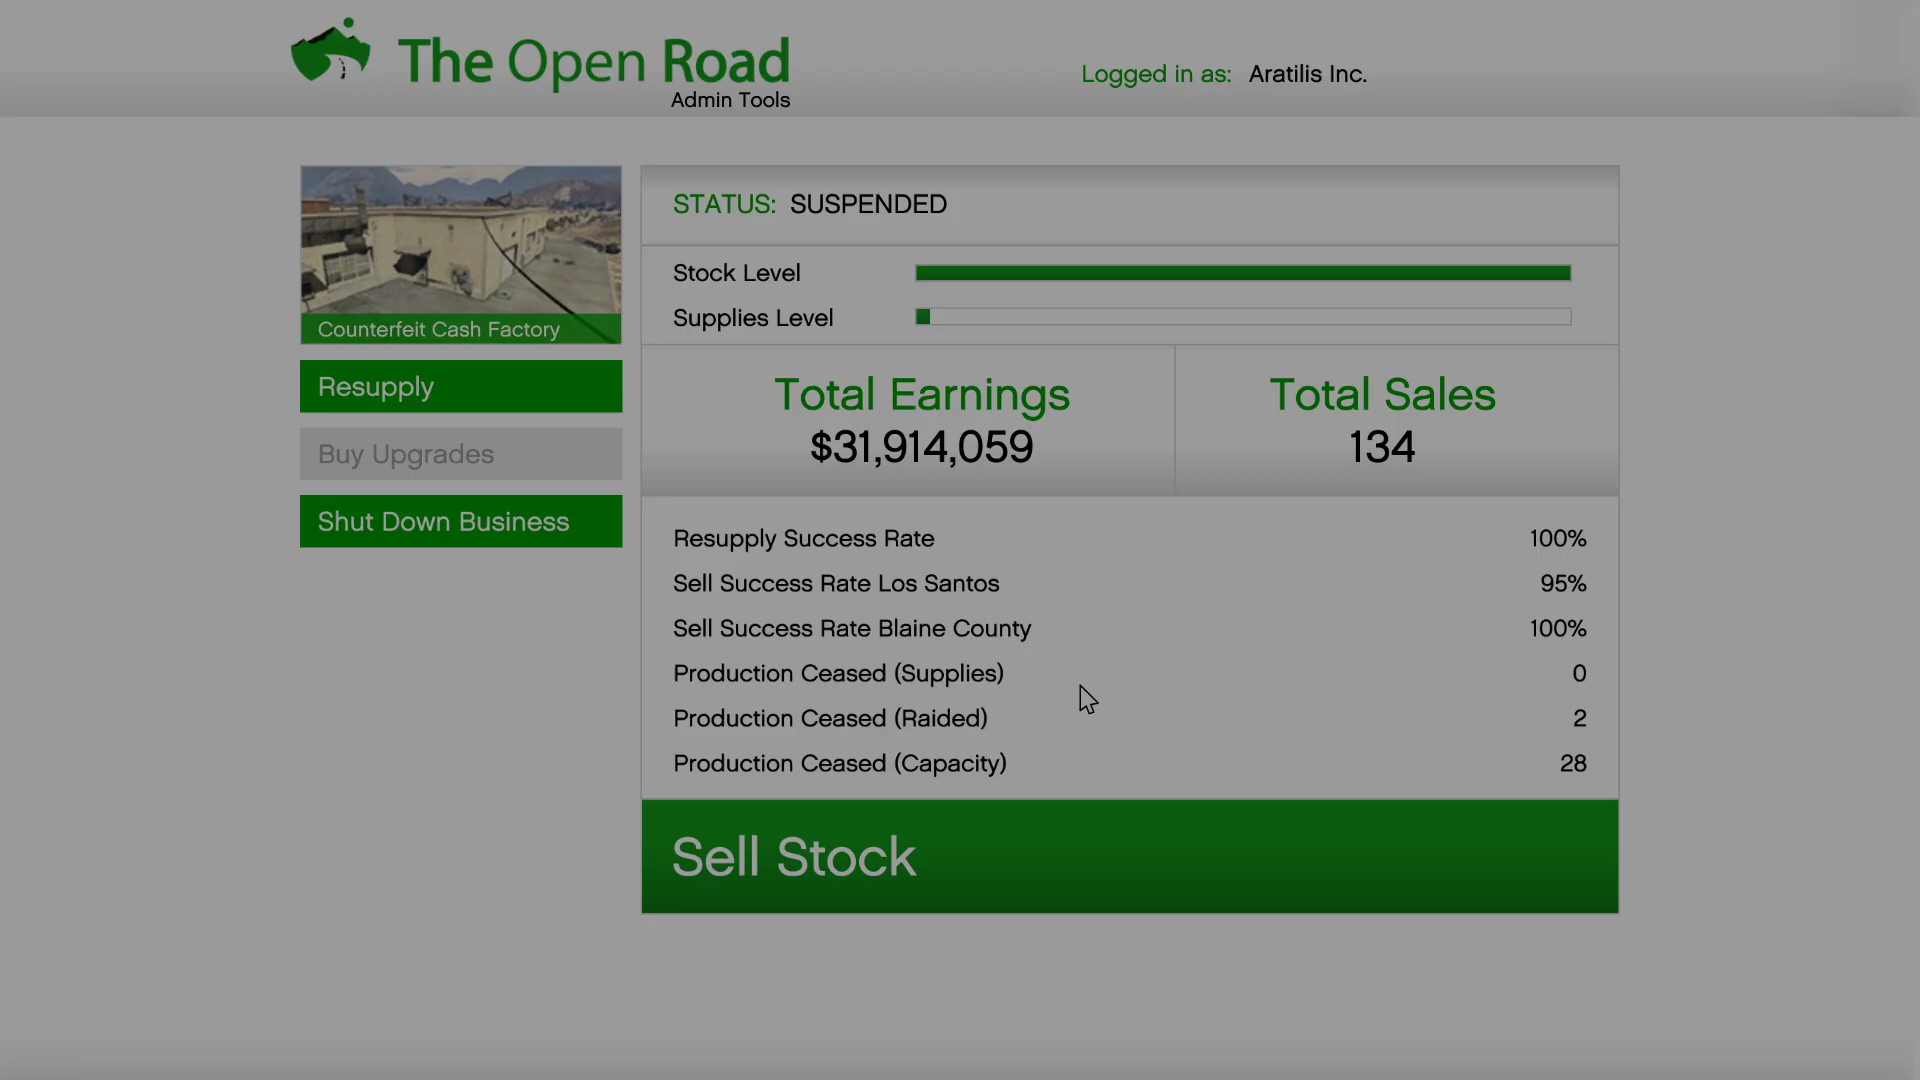 The Open Road
Admin Tools
Logged in as: Aratilis Inc.
Counterfeit Cash Factory
Resupply
Buy Upgrades
Shut Down Business
STATUS: SUSPENDED
Stock Level
Supplies Level
Total Earnings
$31,914,059
Total Sales
134
Resupply Success Rate 100%
Sell Success Rate Los Santos 95%
Sell Success Rate Blaine County 100%
Production Ceased (Supplies) 0
Production Ceased (Raided) 2
Production Ceased (Capacity) 28
Sell Stock